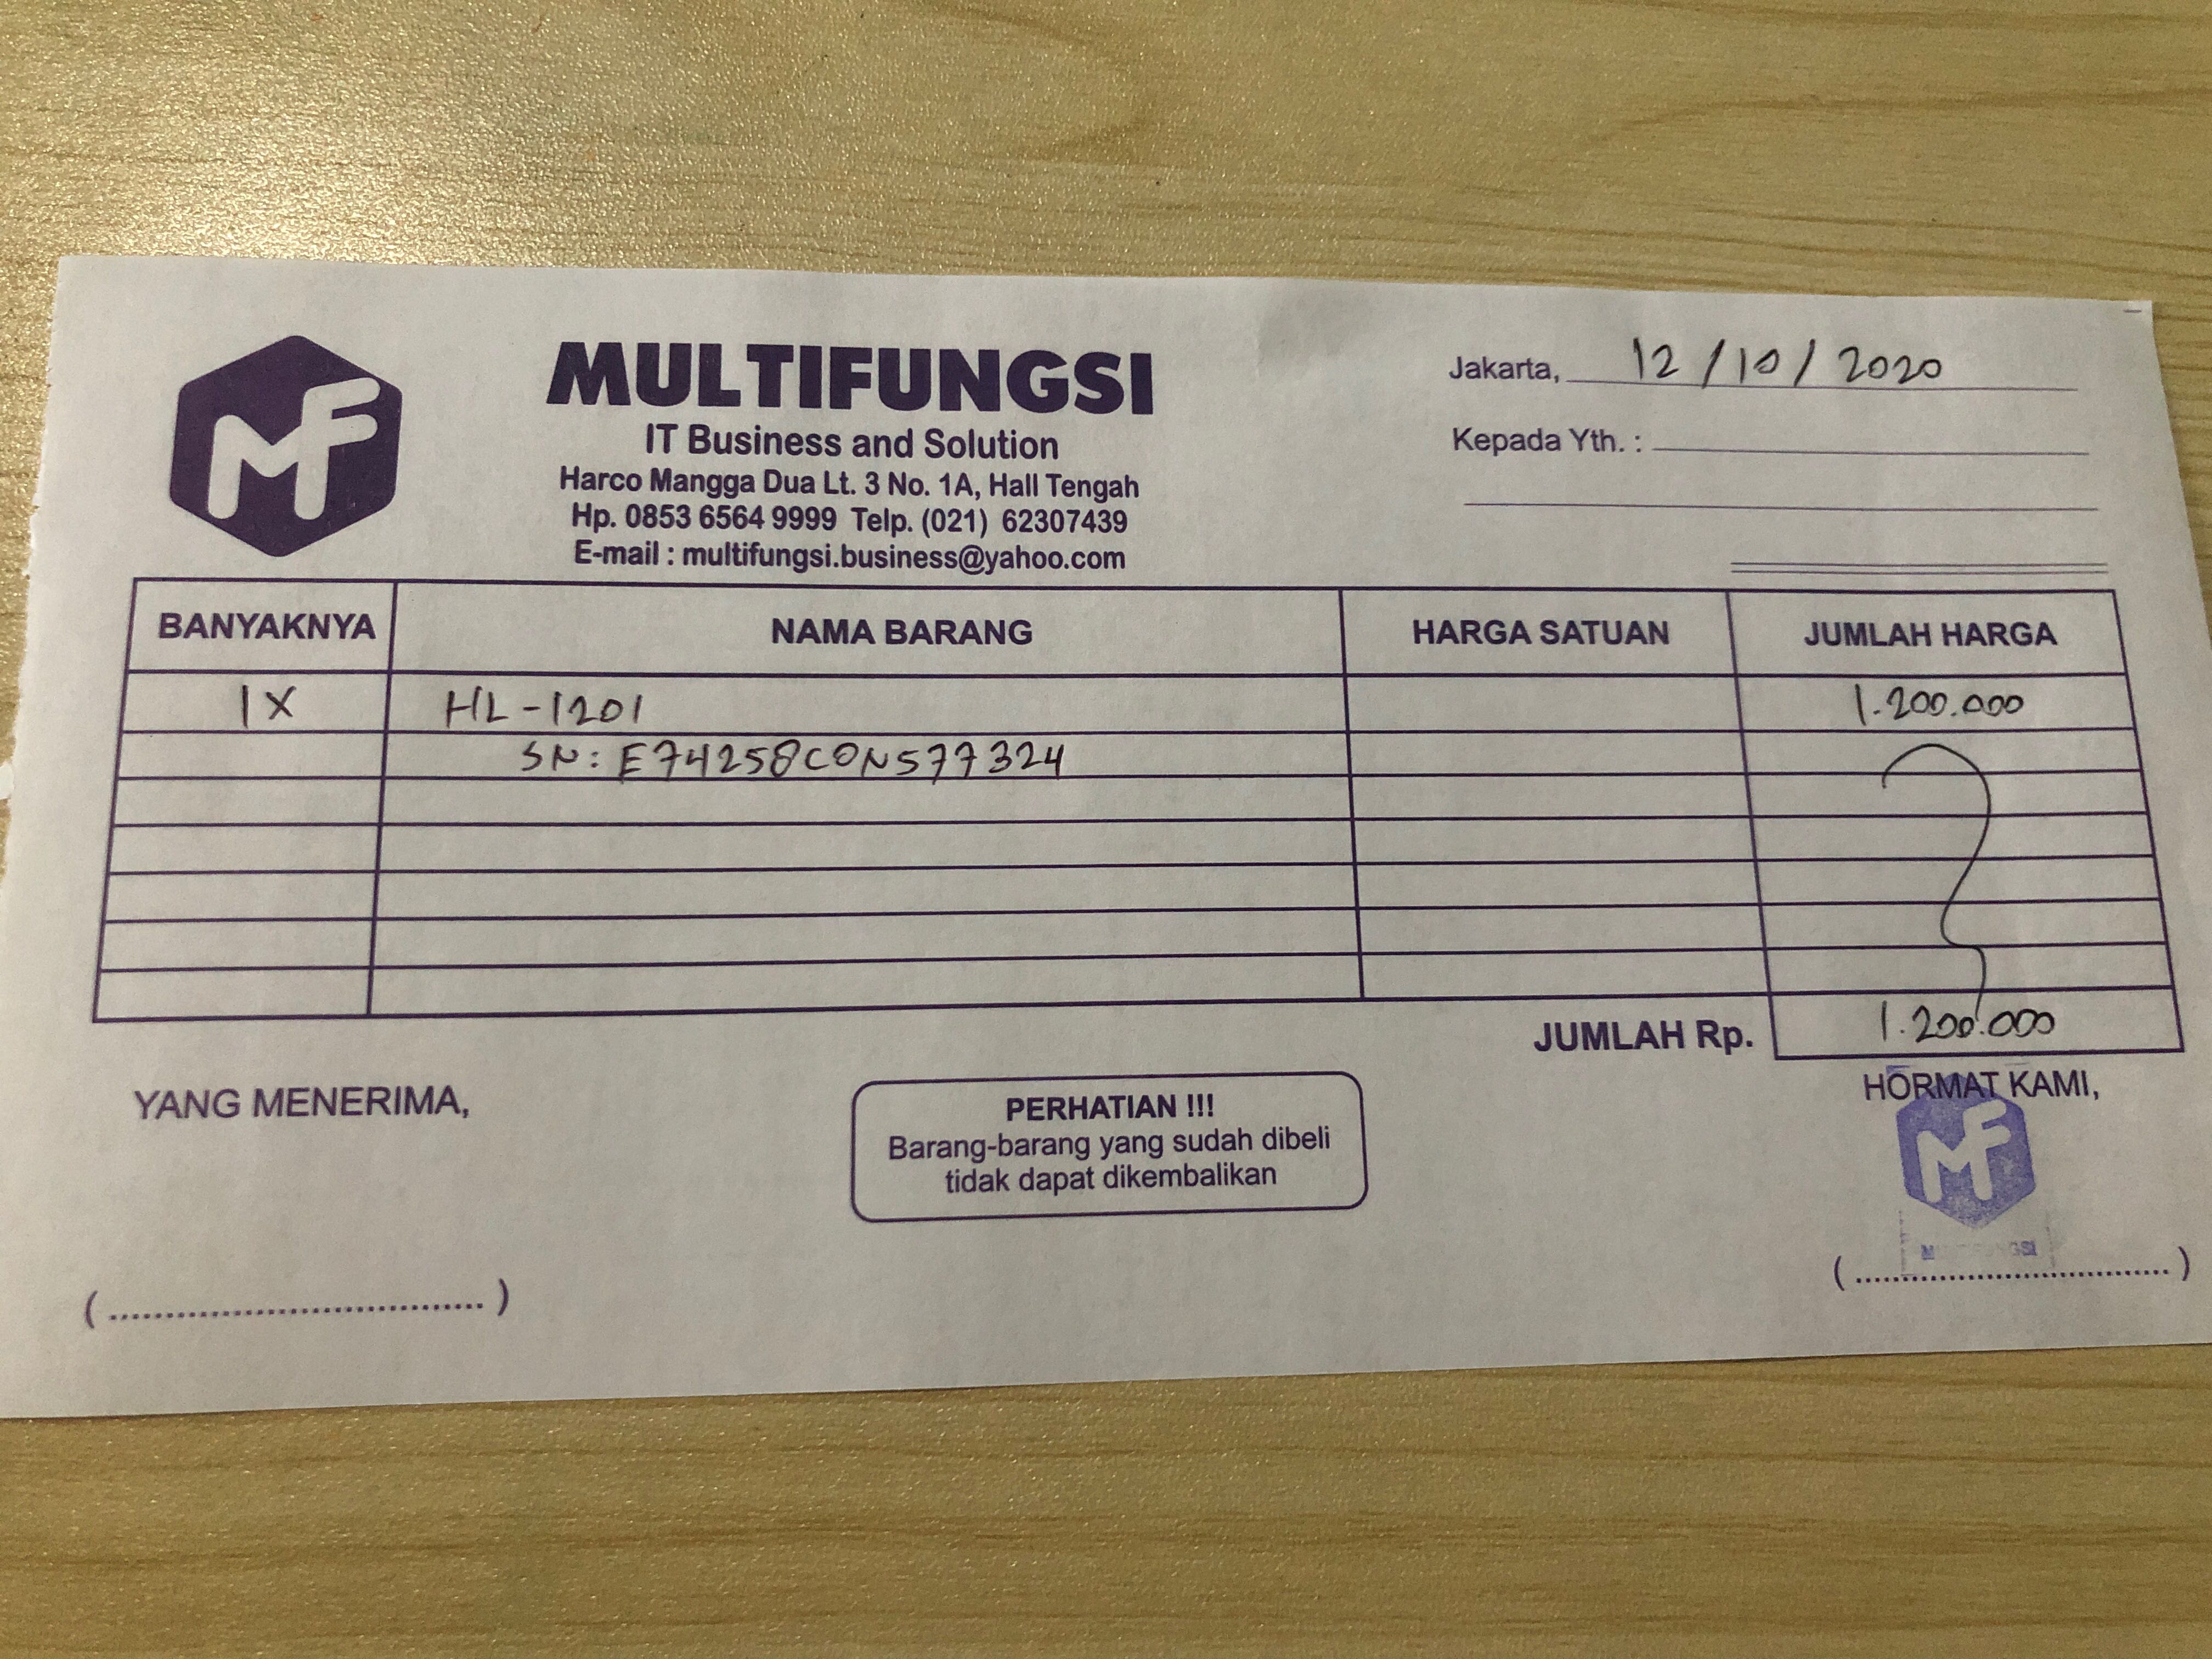 MF
MULTIFUNGSI
IT Business and Solution
Harco Mangga Dua Lt. 3 No. 1A, Hall Tengah
Hp. 0853 6564 9999 Telp. (021) 62307439
E-mail : multifungsi.business@yahoo.com
Jakarta, 12/10/2020
Kepada Yth. :
BANYAKNYA NAMA BARANG HARGA SATUAN JUMLAH HARGA
1X HL-1201 1.200.000
SN: E74258C0N577324
JUMLAH Rp. 1.200.000
YANG MENERIMA,
PERHATIAN !!!
Barang-barang yang sudah dibeli
tidak dapat dikembalikan
HORMAT KAMI,
MF
MULTIFUNGSI
(..................................)
(..................................)